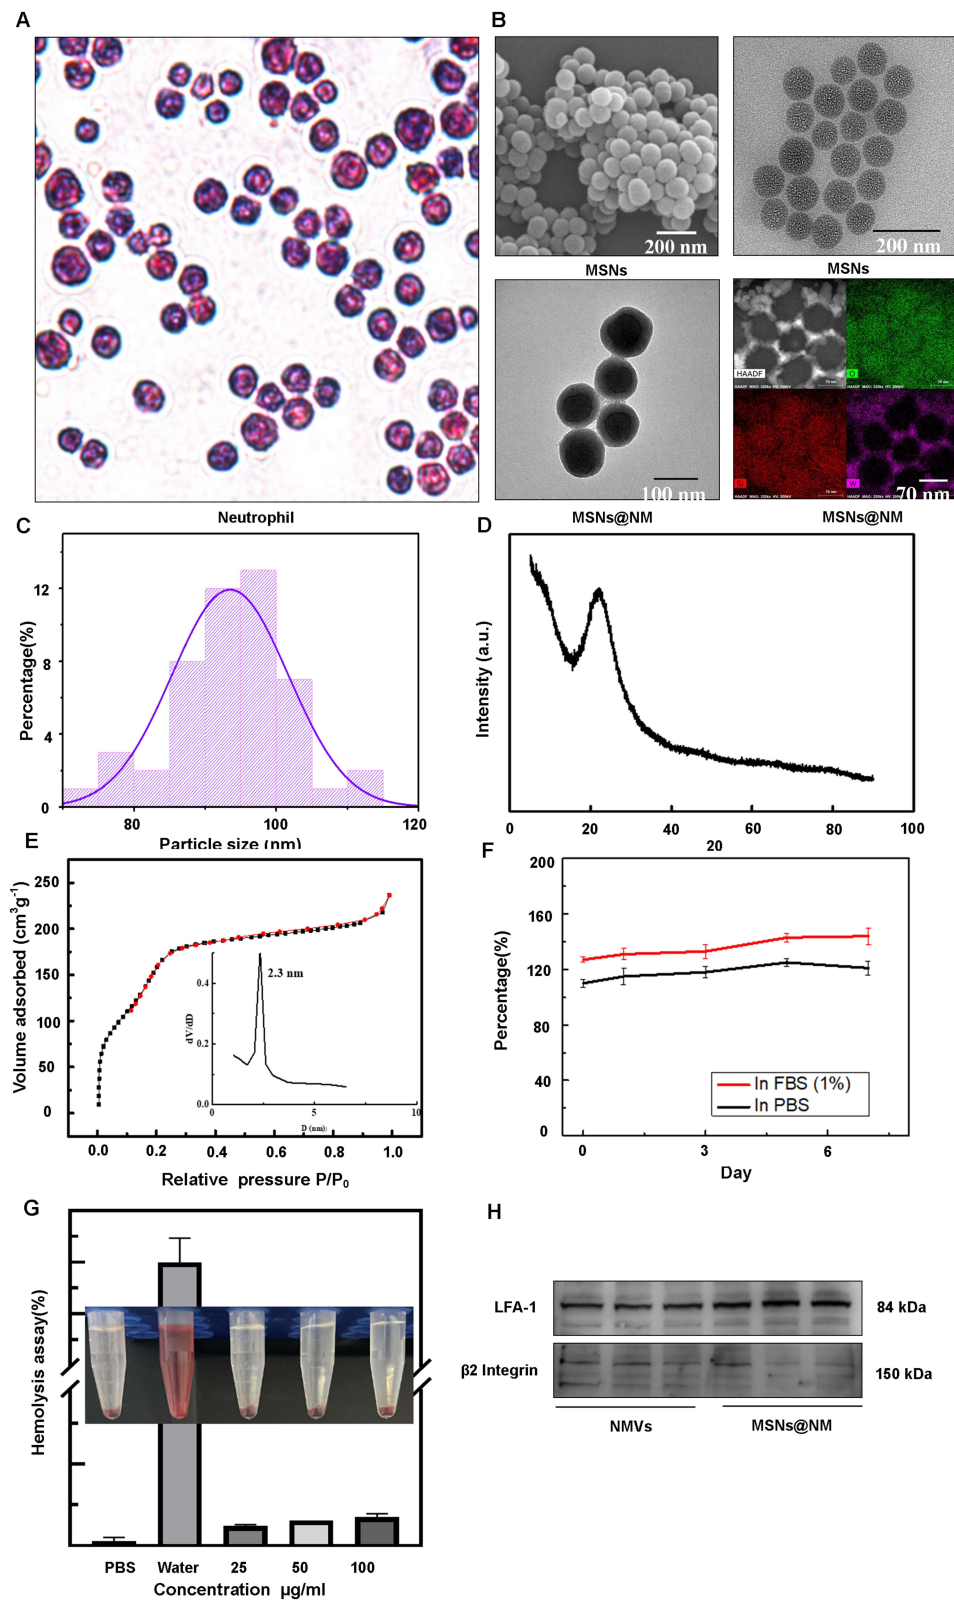 A
B
200 nm
200 nm
MSNs
MSNs
HAADF
O
Si
W
100 nm
70 nm
Neutrophil
MSNs@NM
MSNs@NM
C
D
Percentage(%)
12
8
4
0
80
100
120
Particle size (nm)
Intensity (a.u.)
0
20
40
60
80
100
20
E
F
Volume adsorbed (cm³g⁻¹)
250
200
150
100
50
0
0.0
0.2
0.4
0.6
0.8
1.0
Relative pressure P/P₀
2.3 nm
dV/dD
0.4
0.2
0.0
0
5
10
D (nm)
Percentage(%)
200
160
120
80
40
0
In FBS (1%)
In PBS
0
3
6
Day
G
H
Hemolysis assay(%)
PBS
Water
25
50
100
Concentration µg/ml
LFA-1
84 kDa
β2 Integrin
150 kDa
NMVs
MSNs@NM